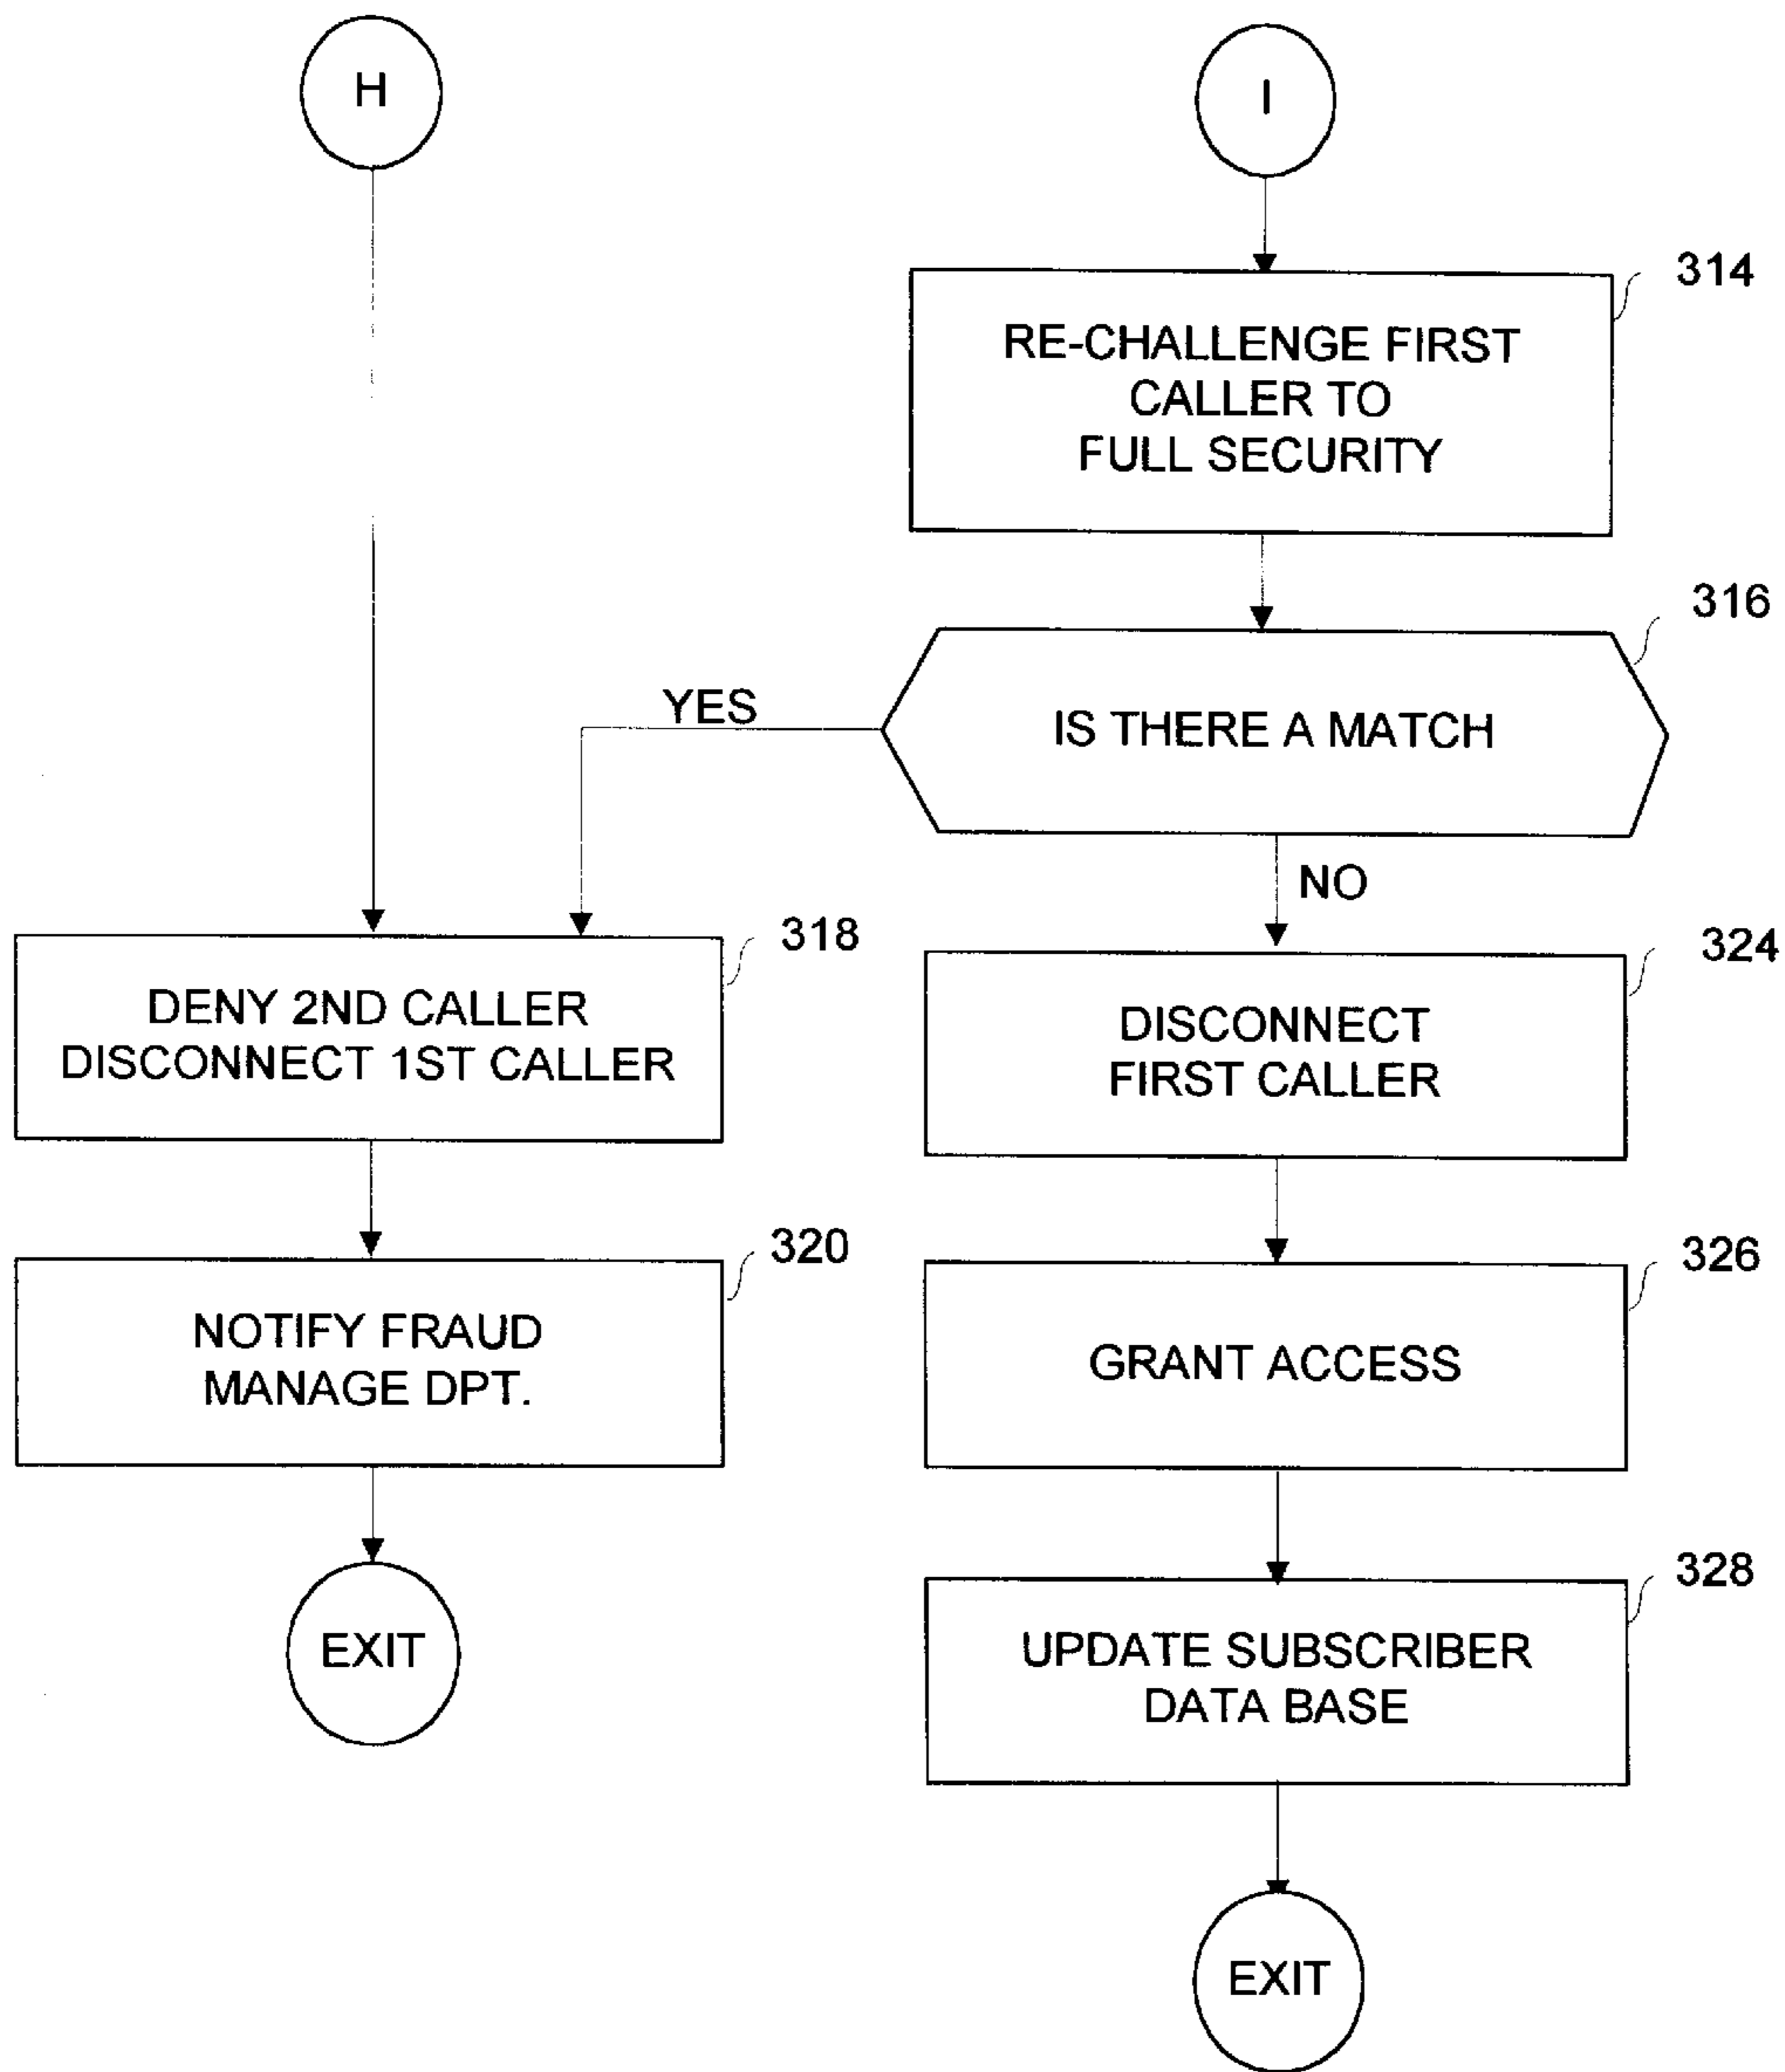 H
I
314
RE-CHALLENGE FIRST
CALLER TO
FULL SECURITY
316
IS THERE A MATCH
YES
NO
318
DENY 2ND CALLER
DISCONNECT 1ST CALLER
324
DISCONNECT
FIRST CALLER
320
NOTIFY FRAUD
MANAGE DPT.
326
GRANT ACCESS
EXIT
328
UPDATE SUBSCRIBER
DATA BASE
EXIT